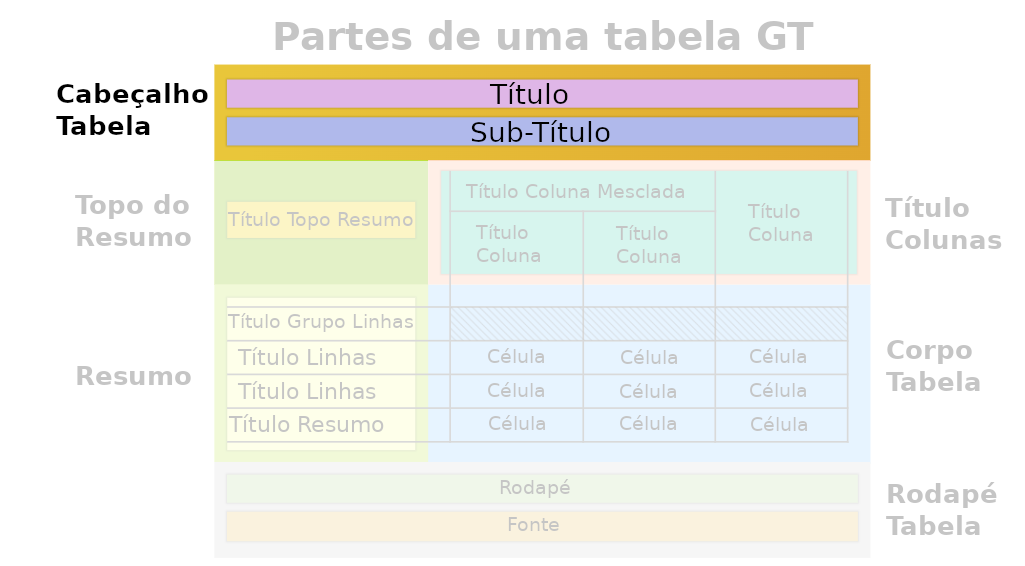 Partes de uma tabela GT
Cabeçalho
Tabela
Título
Sub-Título
Topo do
Resumo
Título Topo Resumo
Título Coluna Mesclada
Título
Coluna
Título
Coluna
Título
Coluna
Título
Colunas
Resumo
Título Grupo Linhas
Título Linhas Célula Célula Célula
Título Linhas Célula Célula Célula
Título Resumo Célula Célula Célula
Corpo
Tabela
Rodapé
Fonte
Rodapé
Tabela